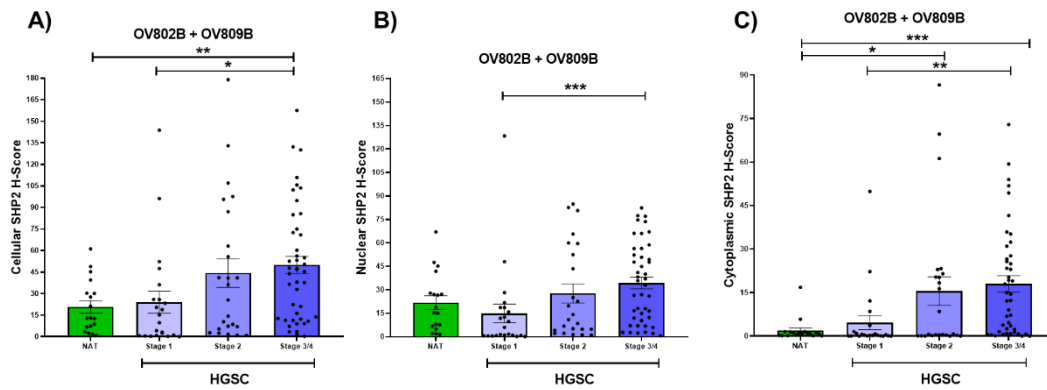 A)
OV802B + OV809B
**
*
Cellular SHP2 H-Score
180
165
150
135
120
105
90
75
60
45
30
15
0
NAT Stage 1 Stage 2 Stage 3/4
HGSC
B)
OV802B + OV809B
***
Nuclear SHP2 H-Score
165
150
135
120
105
90
75
60
45
30
15
0
NAT Stage 1 Stage 2 Stage 3/4
HGSC
C)
OV802B + OV809B
***
*
**
Cytoplasmic SHP2 H-Score
90
75
60
45
30
15
0
NAT Stage 1 Stage 2 Stage 3/4
HGSC